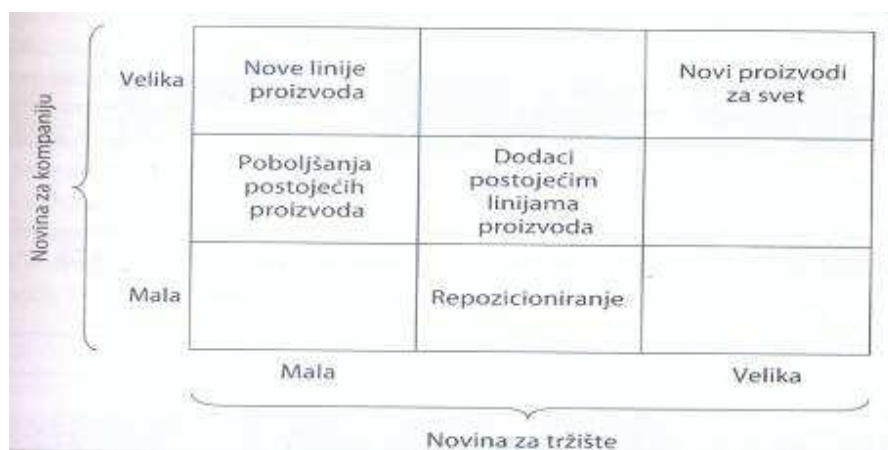 Novina za kompaniju
Velika
Nove linije
proizvoda
Novi proizvodi
za svet
Poboljšanja
postojećih
proizvoda
Dodaci
postojećim
linijama
proizvoda
Mala
Repozicioniranje
Mala
Velika
Novina za tržište